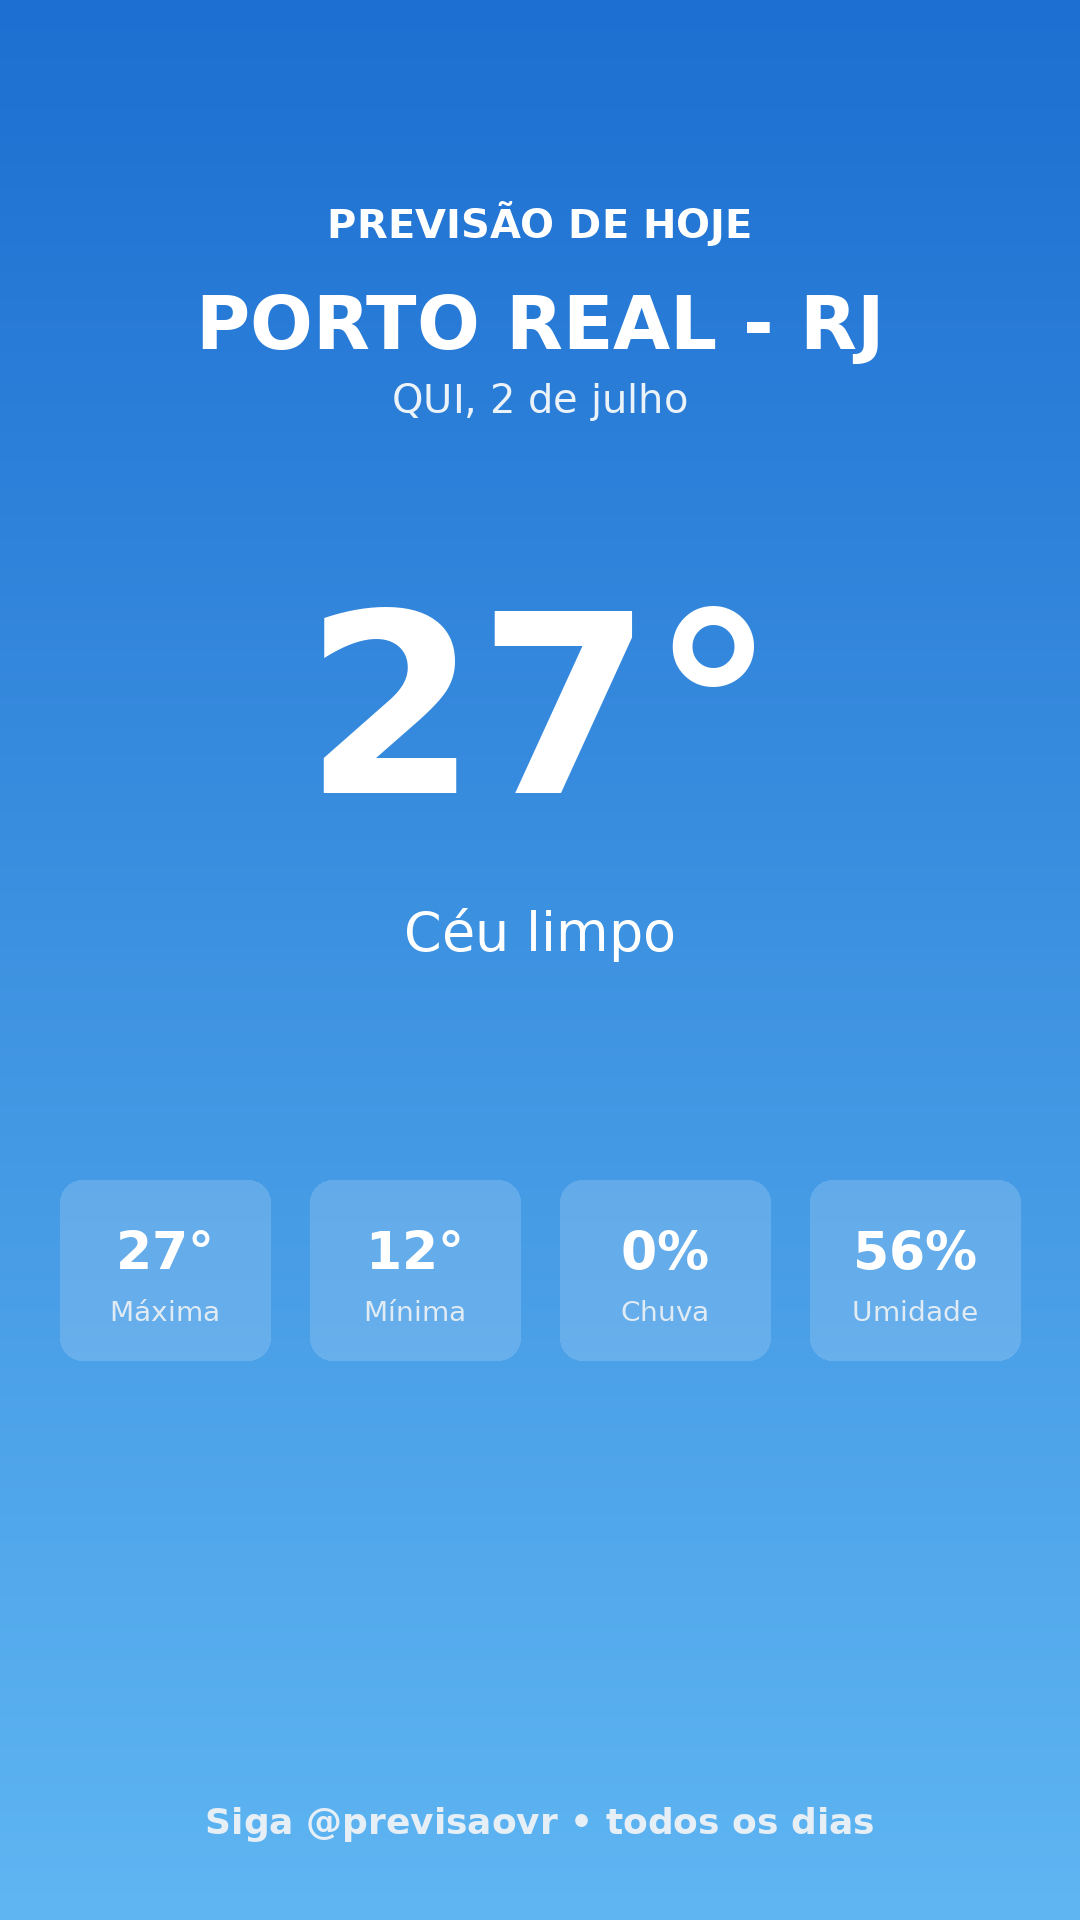 PREVISÃO DE HOJE
PORTO REAL - RJ
QUI, 2 de julho
27°
Céu limpo
27° 12° 0% 56%
Máxima Mínima Chuva Umidade
Siga @previsaovr • todos os dias